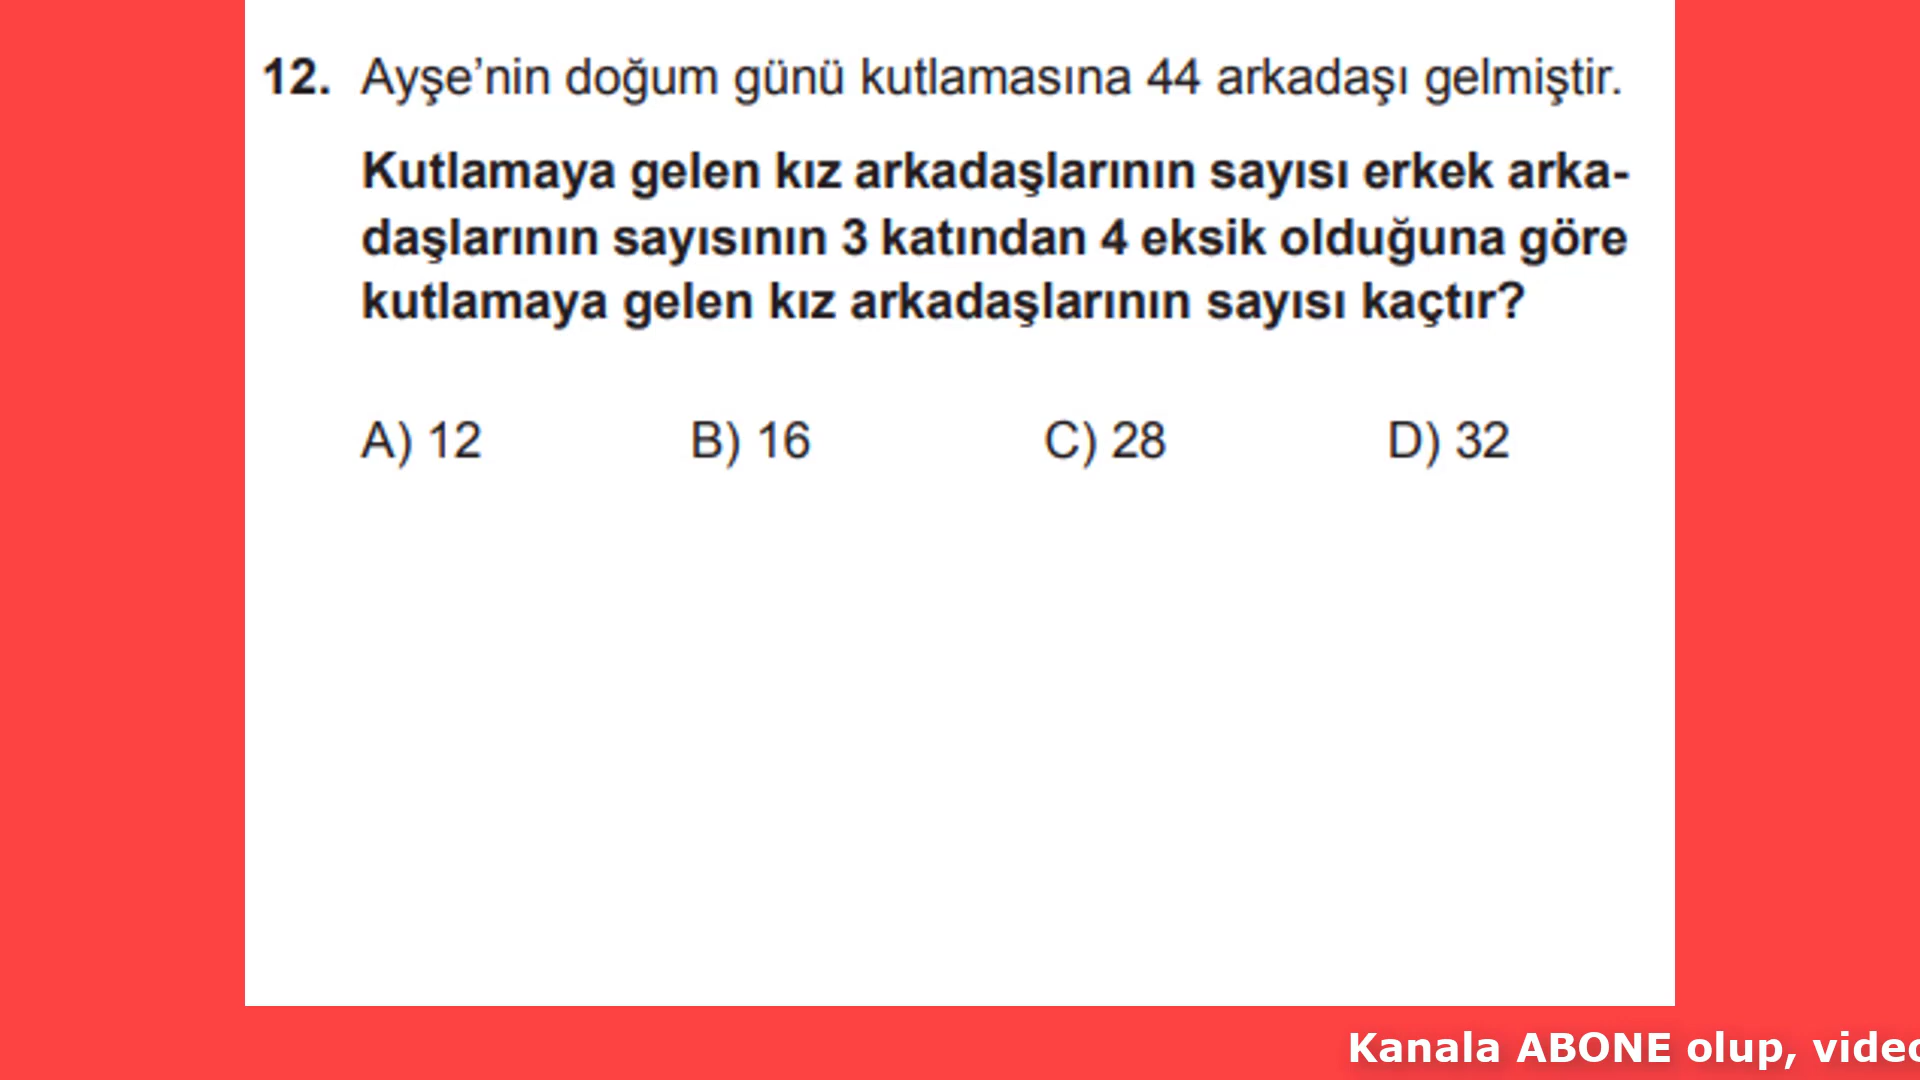 12. Ayşe’nin doğum günü kutlamasına 44 arkadaşı gelmiştir.
Kutlamaya gelen kız arkadaşlarının sayısı erkek arka-
daşlarının sayısının 3 katından 4 eksik olduğuna göre
kutlamaya gelen kız arkadaşlarının sayısı kaçtır?
A) 12 B) 16 C) 28 D) 32
Kanala ABONE olup,